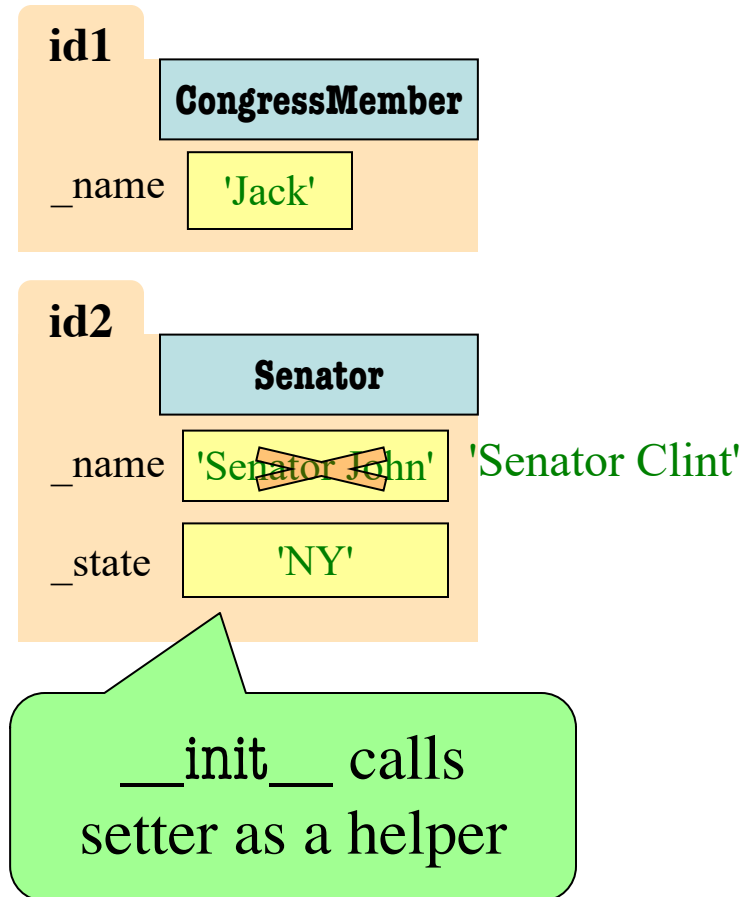 id1
CongressMember
_name 'Jack'
id2
Senator
_name 'Senator John' 'Senator Clint'
_state 'NY'
__init__ calls
setter as a helper